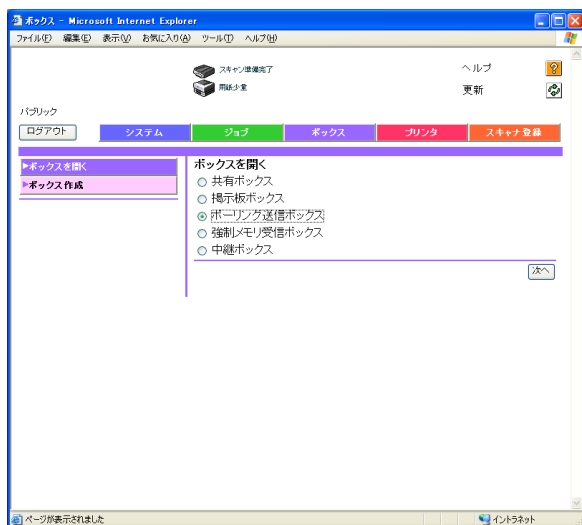 ボックス - Microsoft Internet Explorer
ファイル(F) 編集(E) 表示(V) お気に入り(A) ツール(T) ヘルプ(H)
スキャン準備完了
ヘルプ
用紙少量
更新
パブリック
ログアウト システム ジョブ ボックス プリンタ スキャナ登録
ボックスを開く
ボックス作成
ボックスを開く
共有ボックス
掲示板ボックス
ポーリング送信ボックス
強制メモリ受信ボックス
中継ボックス
次へ
ページが表示されました
イントラネット